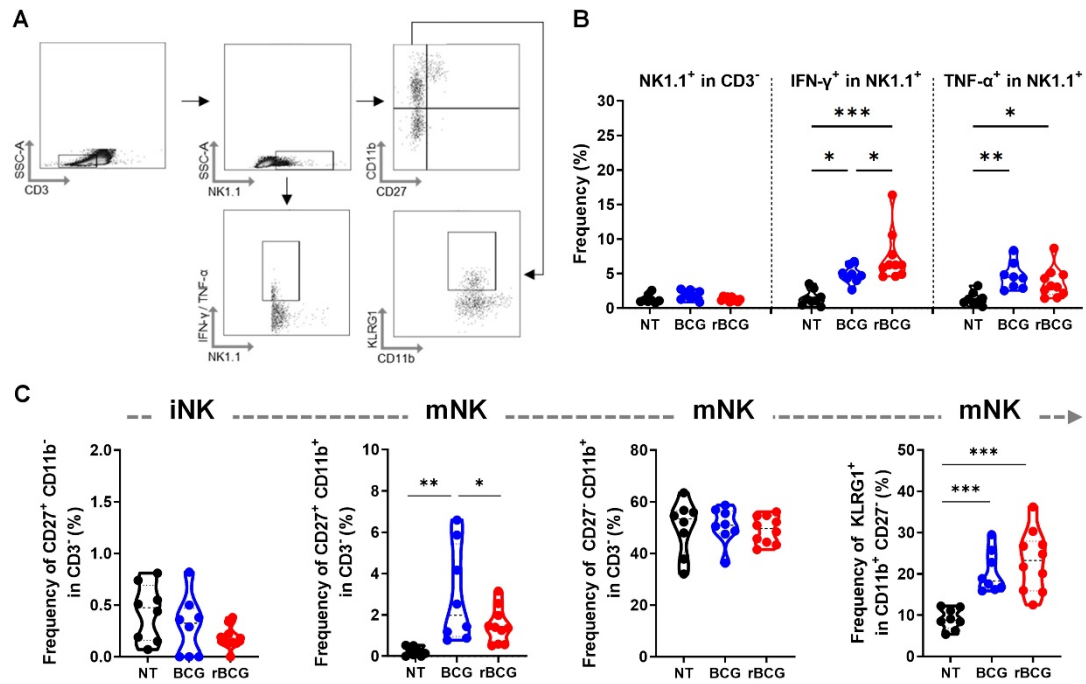 A
SSC-A
CD3
SSC-A
NK1.1
CD11b
CD27
IFN-γ / TNF-α
NK1.1
KLRG1
CD11b
B
NK1.1⁺ in CD3⁻
IFN-γ⁺ in NK1.1⁺
TNF-α⁺ in NK1.1⁺
Frequency (%)
30
25
20
15
10
5
0
***
*
*
*
**
NT BCG rBCG
NT BCG rBCG
NT BCG rBCG
C
iNK
mNK
mNK
mNK
Frequency of CD27⁺ CD11b⁻
in CD3⁻ (%)
2.0
1.5
1.0
0.5
0.0
NT BCG rBCG
Frequency of CD27⁺ CD11b⁺
in CD3⁻ (%)
10
8
6
4
2
0
**
*
NT BCG rBCG
Frequency of CD27⁻ CD11b⁺
in CD3⁻ (%)
80
60
40
20
0
NT BCG rBCG
Frequency of KLRG1⁺
in CD11b⁺ CD27⁻ (%)
50
40
30
20
10
0
***
***
NT BCG rBCG